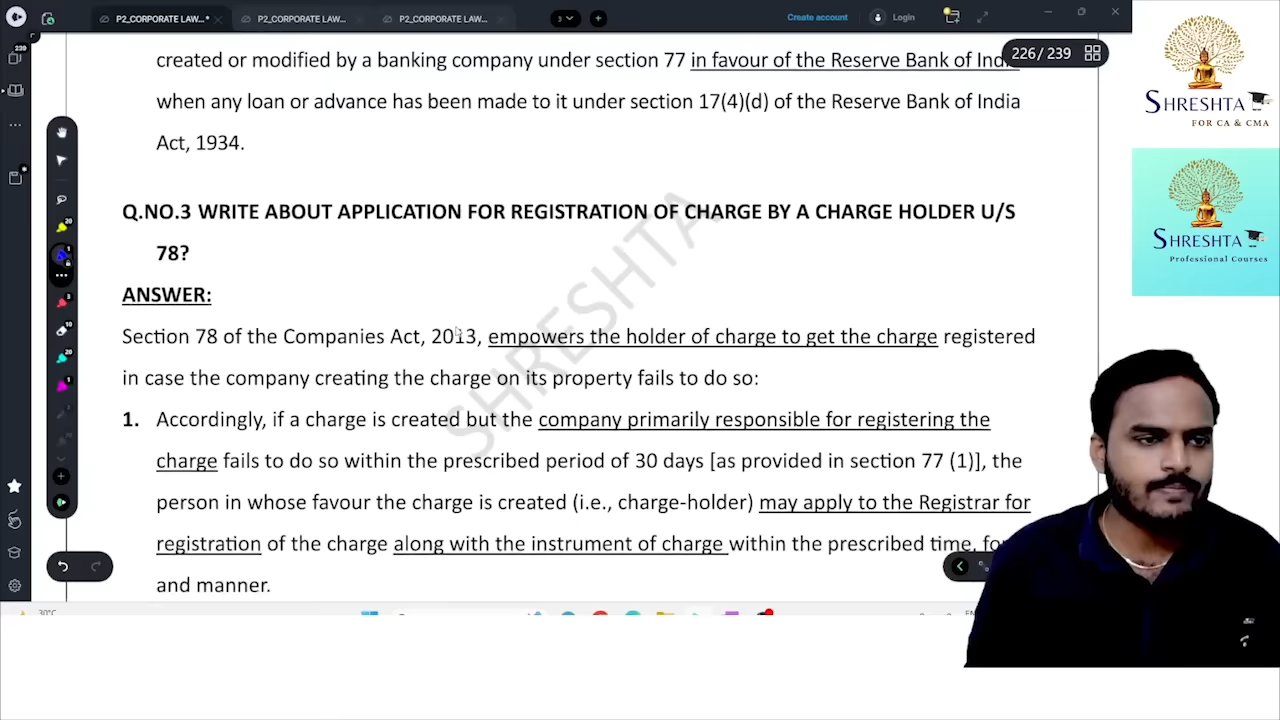 P2_CORPORATE LAW...*
P2_CORPORATE LAW...
P2_CORPORATE LAW...
3
Create account
Login
226 / 239
created or modified by a banking company under section 77 in favour of the Reserve Bank of
when any loan or advance has been made to it under section 17(4)(d) of the Reserve Bank of India
Act, 1934.
Q.NO.3 WRITE ABOUT APPLICATION FOR REGISTRATION OF CHARGE BY A CHARGE HOLDER U/S
78?
ANSWER:
Section 78 of the Companies Act, 2013, empowers the holder of charge to get the charge registered
in case the company creating the charge on its property fails to do so:
1. Accordingly, if a charge is created but the company primarily responsible for registering the
charge fails to do so within the prescribed period of 30 days [as provided in section 77 (1)], the
person in whose favour the charge is created (i.e., charge-holder) may apply to the Registrar for
registration of the charge along with the instrument of charge within the prescribed time,
and manner.
SHRESHTA
SHRESHTA
FOR CA & CMA
SHRESHTA
Professional Courses